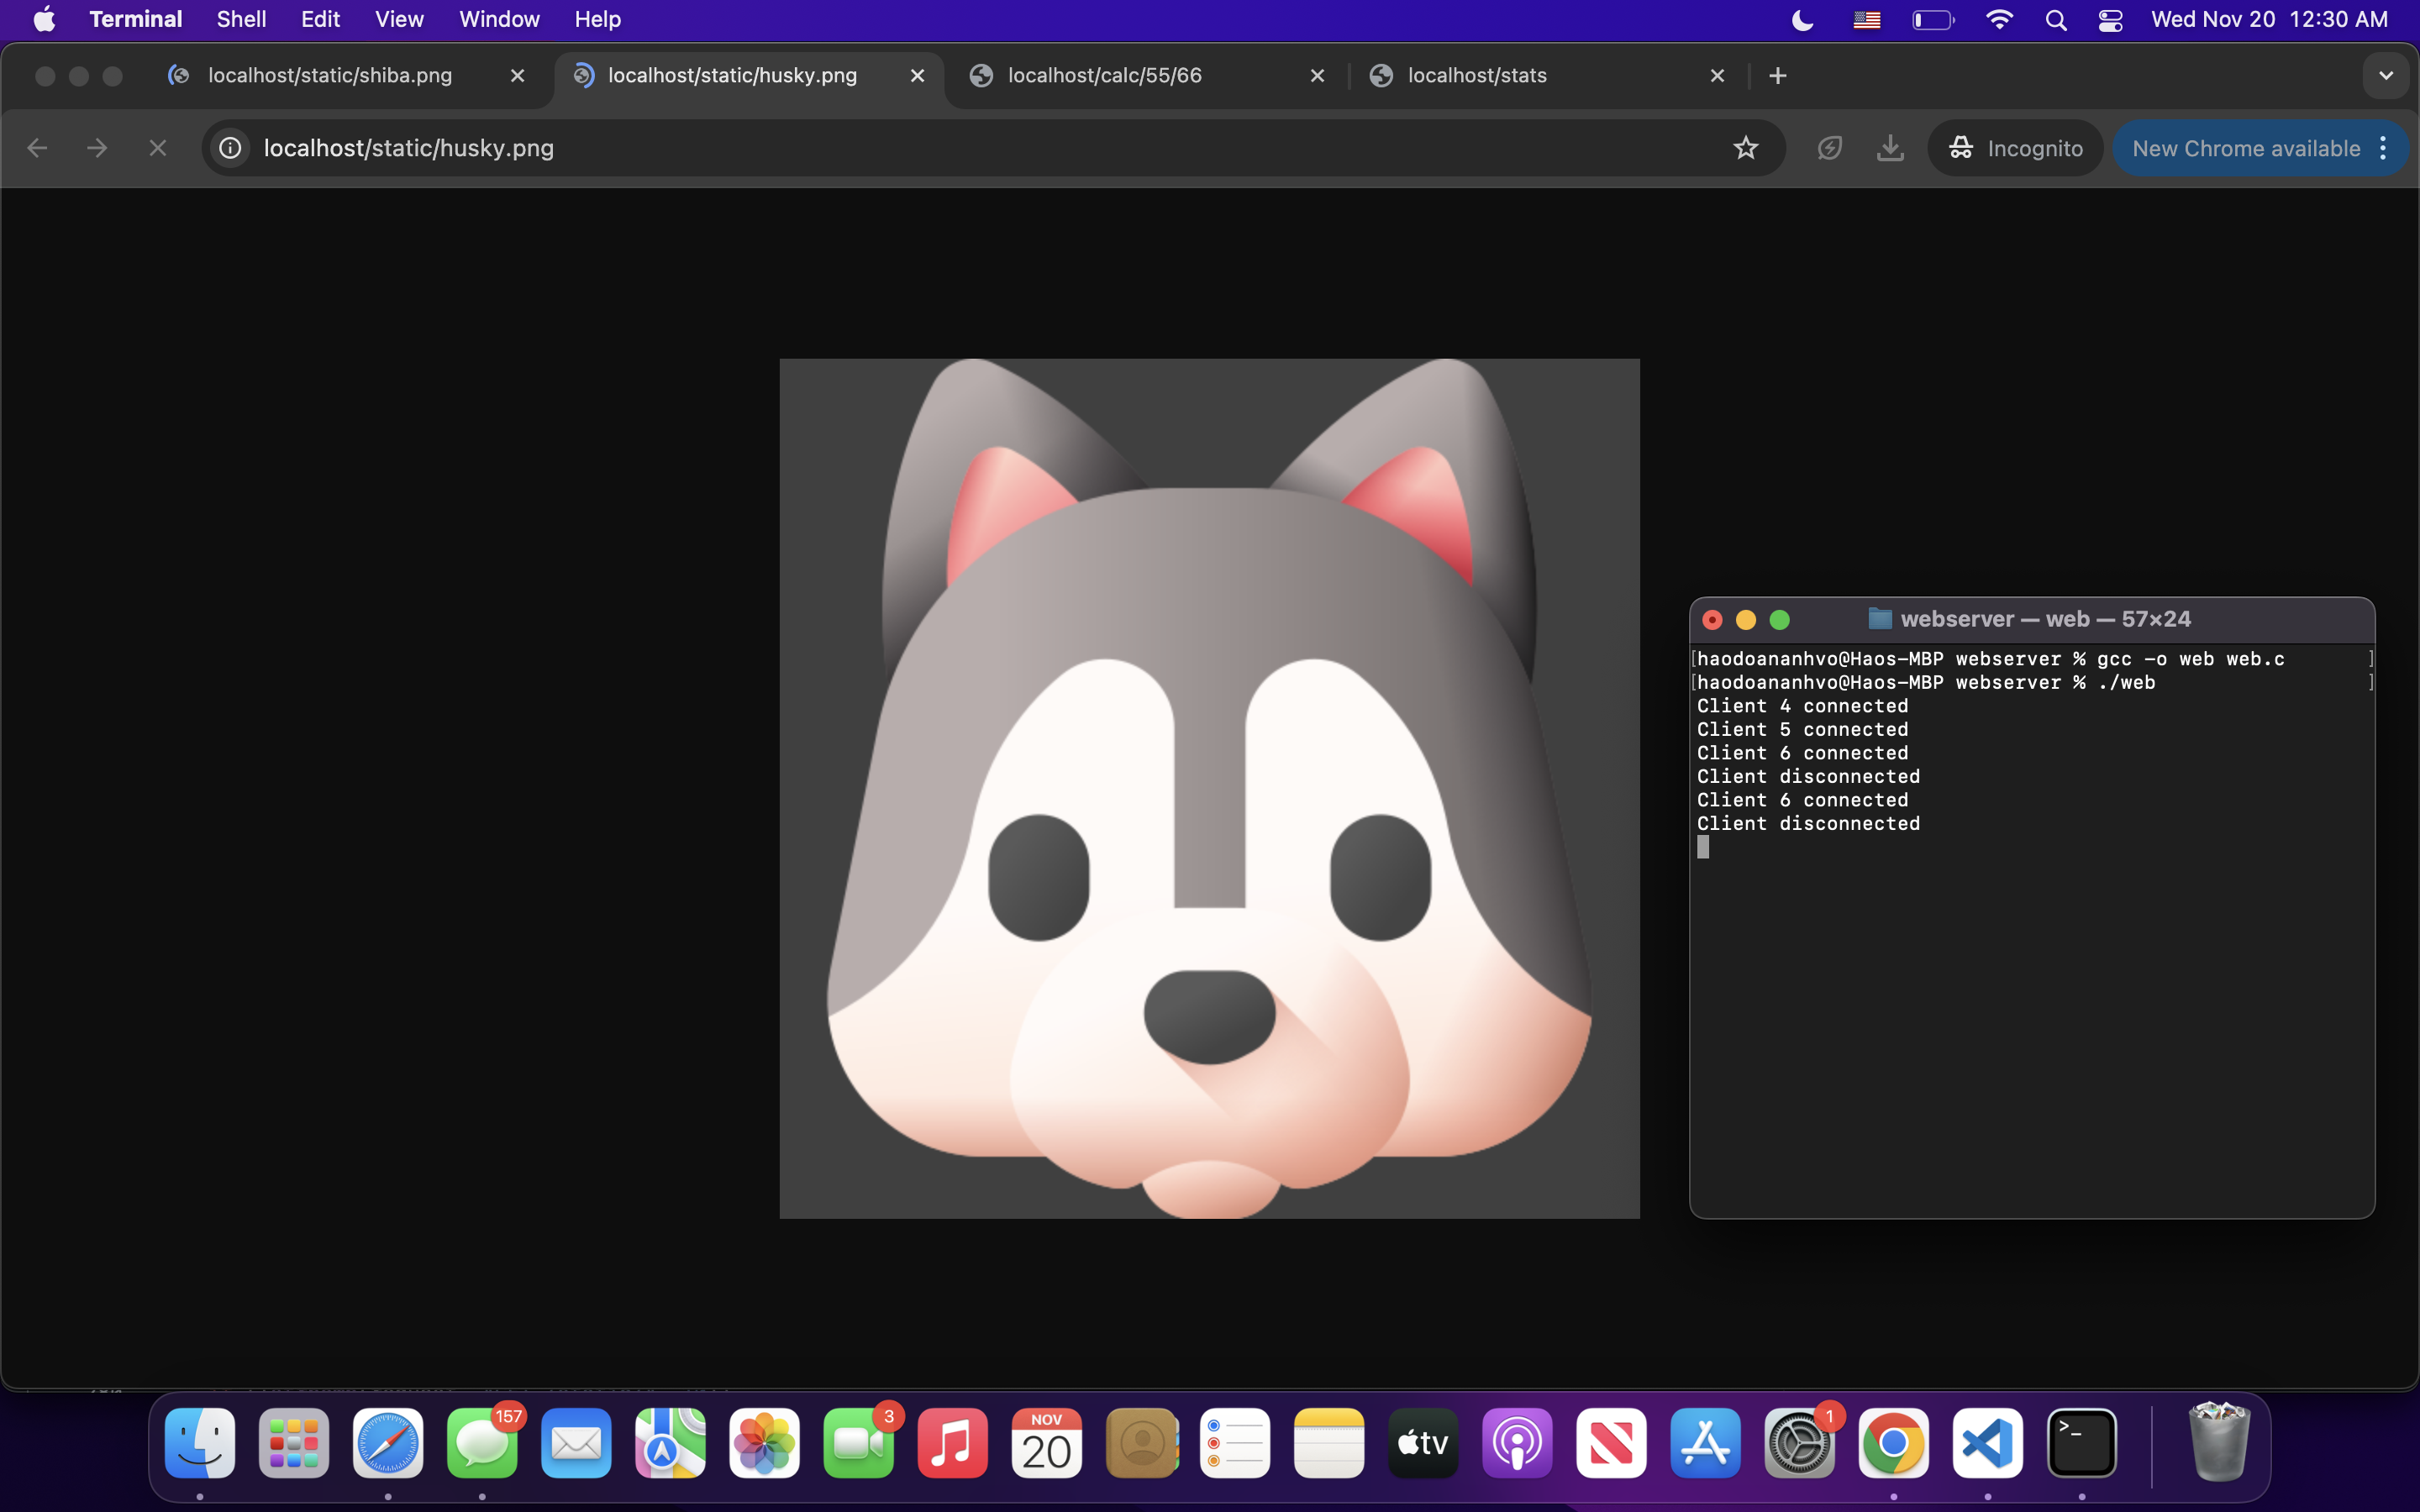 Terminal Shell Edit View Window Help Wed Nov 20 12:30 AM
localhost/static/shiba.png localhost/static/husky.png localhost/calc/55/66 localhost/stats
localhost/static/husky.png Incognito New Chrome available
webserver — web — 57×24
[haodoananhvo@Haos-MBP webserver % gcc -o web web.c ]
[haodoananhvo@Haos-MBP webserver % ./web ]
Client 4 connected
Client 5 connected
Client 6 connected
Client disconnected
Client 6 connected
Client disconnected
157 3 NOV 1
20 tv >_